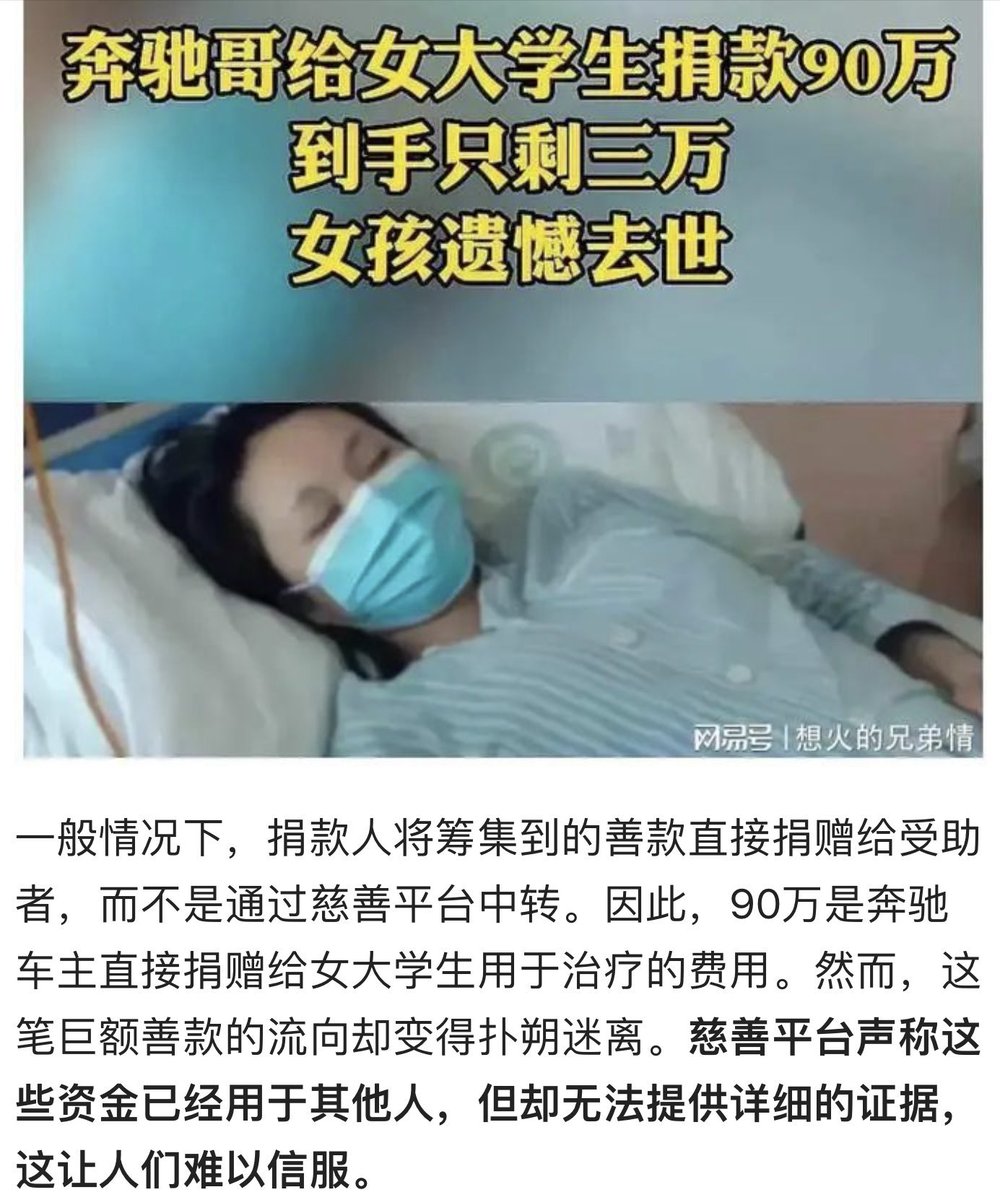 奔驰哥给女大学生捐款90万
到手只剩三万
女孩遗憾去世
网易号 | 想火的兄弟情
一般情况下，捐款人将筹集到的善款直接捐赠给受助
者，而不是通过慈善平台中转。因此，90万是奔驰
车主直接捐赠给女大学生用于治疗的费用。然而，这
笔巨额善款的流向却变得扑朔迷离。慈善平台声称这
些资金已经用于其他人，但却无法提供详细的证据，
这让人们难以信服。